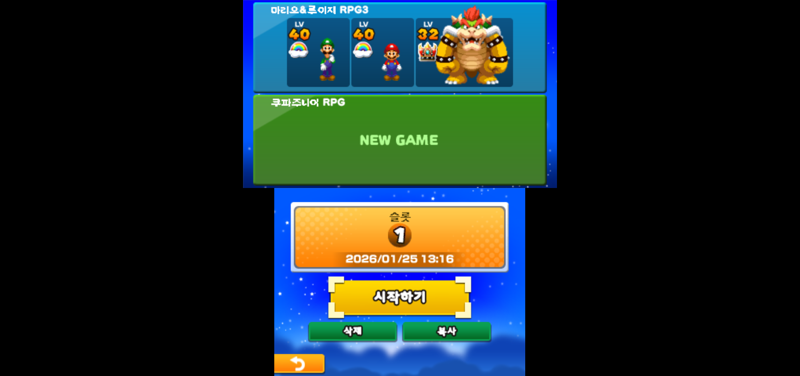 마리오&루이지 RPG3
LV LV LV
40 40 32
쿠파주니어 RPG
NEW GAME
슬롯
1
2026/01/25 13:16
시작하기
삭제 복사